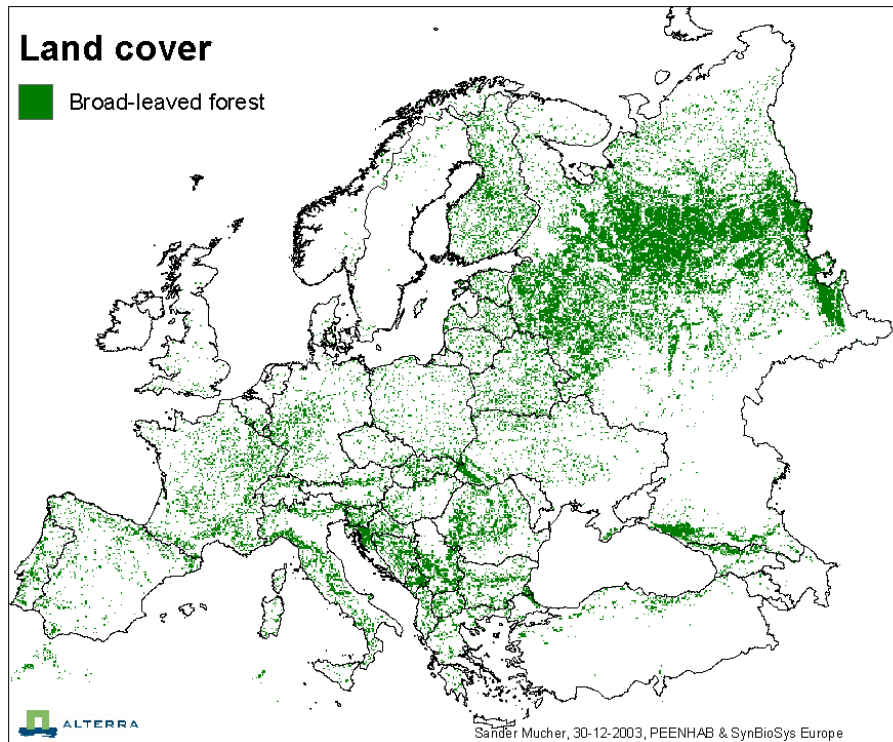 Land cover
Broad-leaved forest
ALTERRA
Sander Mucher, 30-12-2003, PEENHAB & SynBioSys Europe